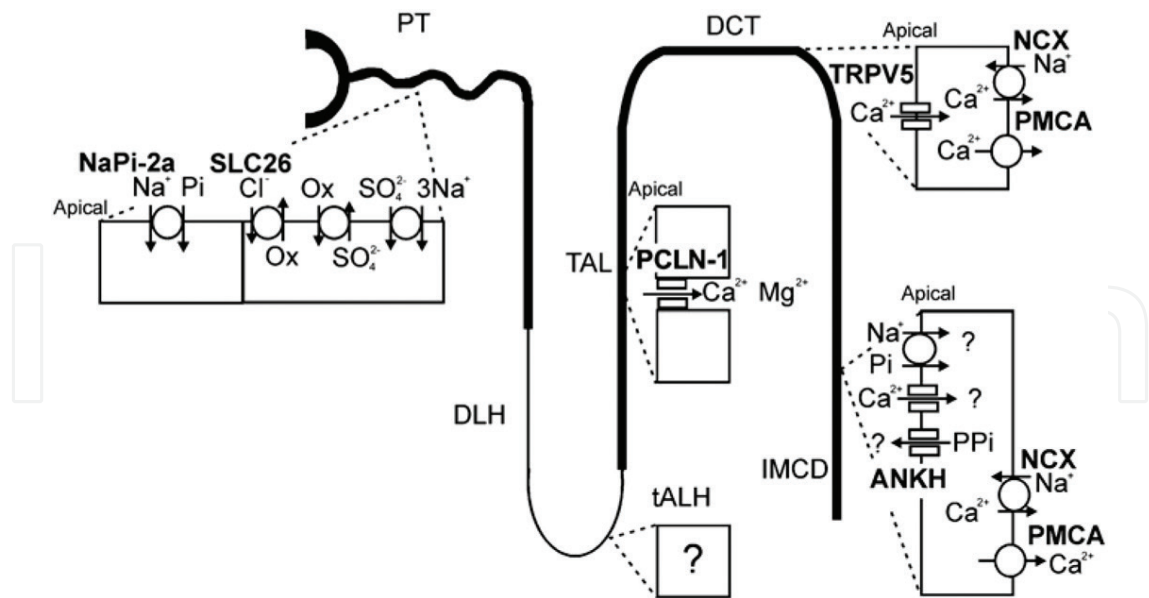 PT
DCT
NaPi-2a SLC26
Na⁺ Pi Cl⁻ Ox SO₄²⁻ 3Na⁺
Apical
Ox SO₄²⁻
DLH
TAL
Apical
PCLN-1
Ca²⁺ Mg²⁺
tALH
?
Apical
NCX
Na⁺
TRPV5
Ca²⁺ Ca²⁺
PMCA
Ca²⁺
IMCD
Apical
Na⁺ ?
Pi
Ca²⁺ ?
? PPi
ANKH
NCX
Na⁺
Ca²⁺
PMCA
Ca²⁺